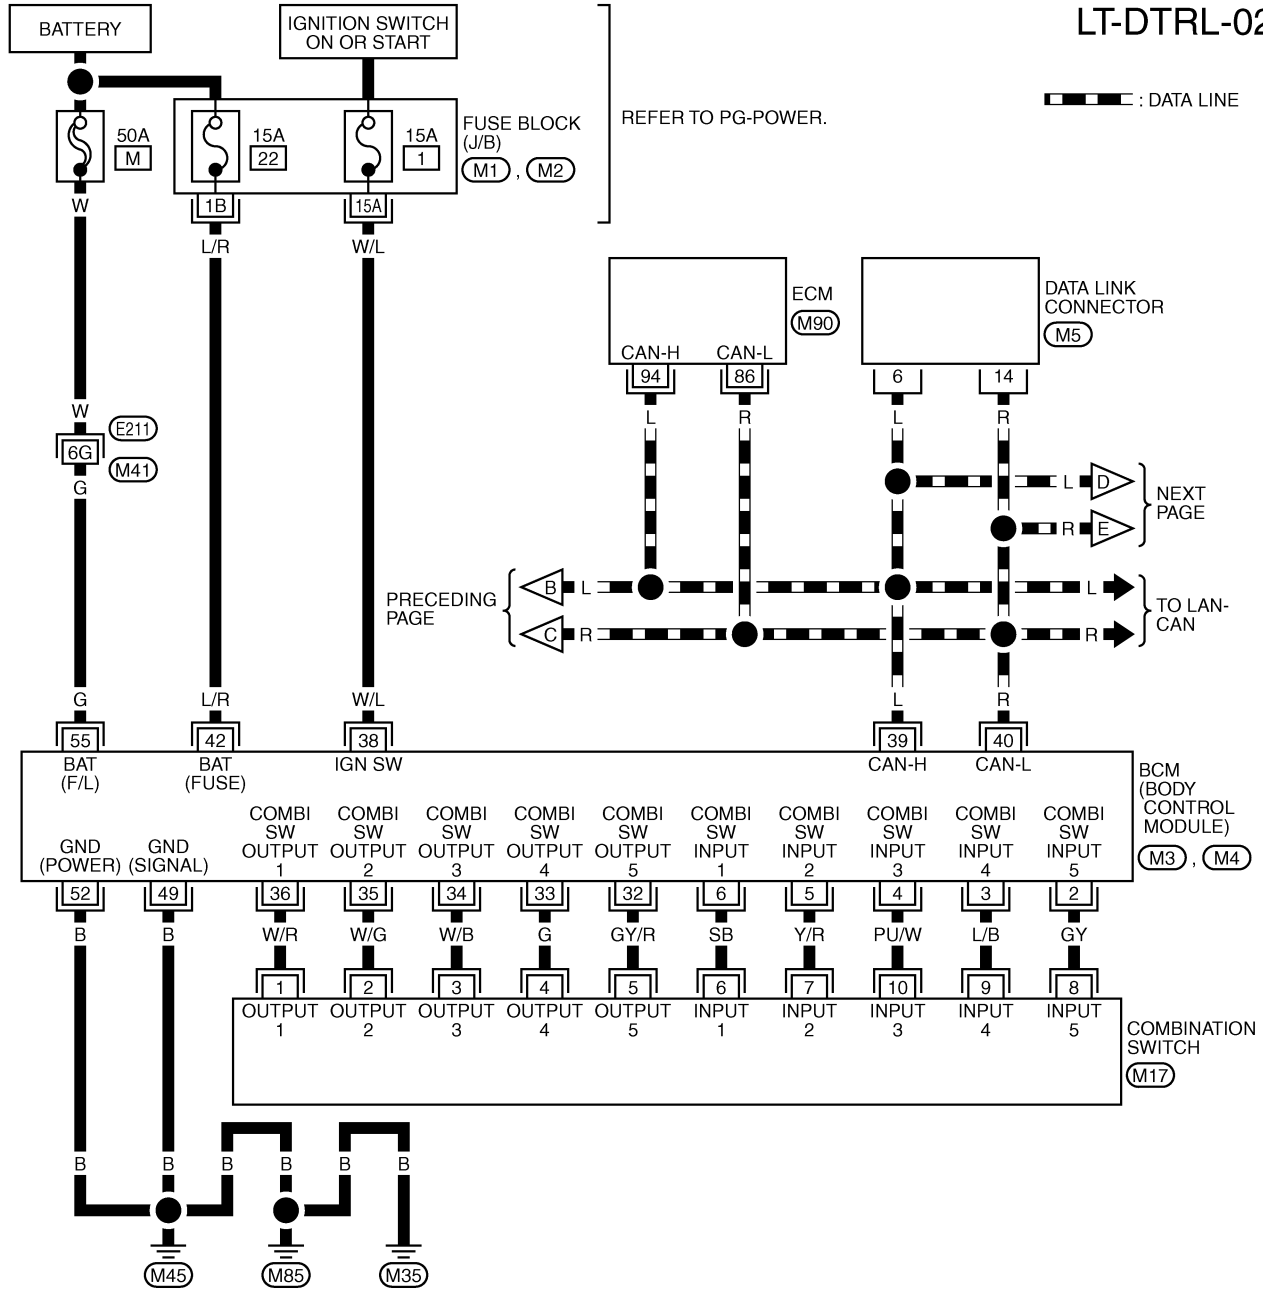 LT-DTRL-02
BATTERY
IGNITION SWITCH
ON OR START
: DATA LINE
REFER TO PG-POWER.
50A
M
15A
22
15A
1
FUSE BLOCK
(J/B)
M1 , M2
1B
15A
W
L/R
W/L
ECM
M90
CAN-H
CAN-L
94
86
DATA LINK
CONNECTOR
M5
6
14
L
R
L
R
W
E211
6G
M41
G
L
D
R
E
NEXT
PAGE
PRECEDING
PAGE
B
L
C
R
L
R
TO LAN-
CAN
G
L/R
W/L
L
R
55
42
38
39
40
BAT
(F/L)
BAT
(FUSE)
IGN SW
CAN-H
CAN-L
BCM
(BODY
CONTROL
MODULE)
M3 , M4
GND
(POWER)
GND
(SIGNAL)
COMBI
SW
OUTPUT
1
COMBI
SW
OUTPUT
2
COMBI
SW
OUTPUT
3
COMBI
SW
OUTPUT
4
COMBI
SW
OUTPUT
5
COMBI
SW
INPUT
1
COMBI
SW
INPUT
2
COMBI
SW
INPUT
3
COMBI
SW
INPUT
4
COMBI
SW
INPUT
5
52
49
36
35
34
33
32
6
5
4
3
2
B
B
W/R
W/G
W/B
G
GY/R
SB
Y/R
PU/W
L/B
GY
1
2
3
4
5
6
7
10
9
8
OUTPUT
1
OUTPUT
2
OUTPUT
3
OUTPUT
4
OUTPUT
5
INPUT
1
INPUT
2
INPUT
3
INPUT
4
INPUT
5
COMBINATION
SWITCH
M17
B
B
B
B
B
B
M45
M85
M35